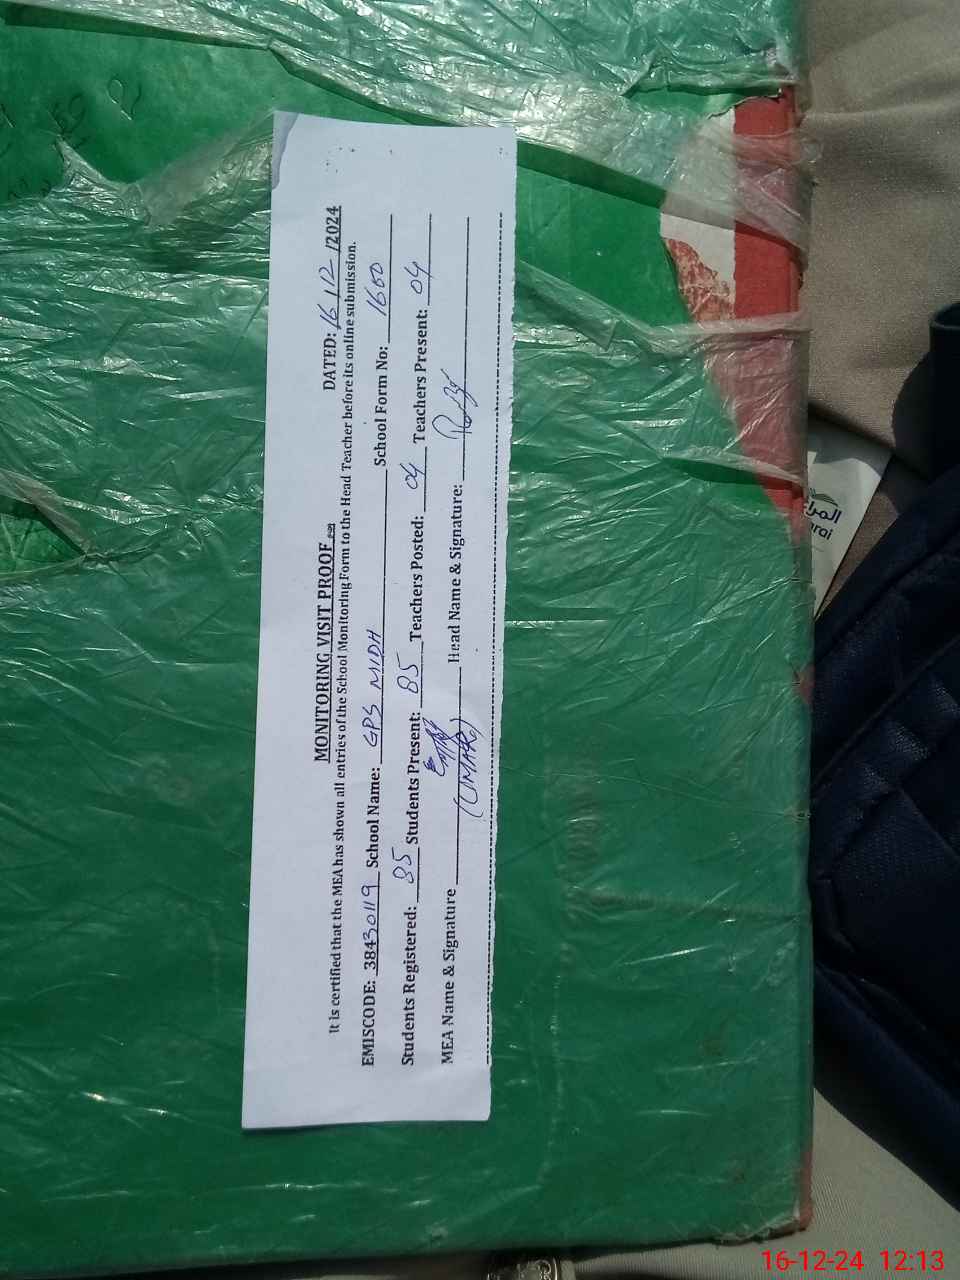 MONITORING VISIT PROOF
DATED: 16/12/2024
It is certified that the MEA has shown all entries of the School Monitoring Form to the Head Teacher before its online submission.
EMISCODE: 38430119 School Name: GPS MIDH School Form No: 1600
Students Registered: 85 Students Present: 85 Teachers Posted: 04 Teachers Present: 04
MEA Name & Signature (UMAR) Head Name & Signature:
المرا
arai
16-12-24 12:13